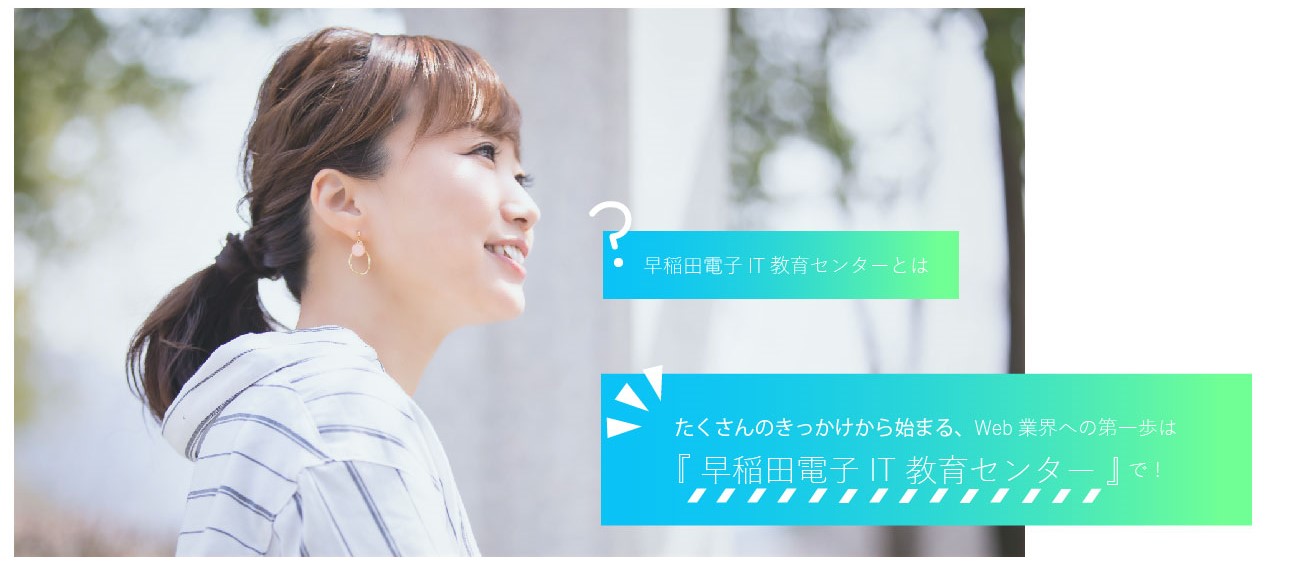 ?
早稲田電子 IT 教育センターとは
たくさんのきっかけから始まる、Web 業界への第一歩は
『 早稲田電子 IT 教育センター 』で！